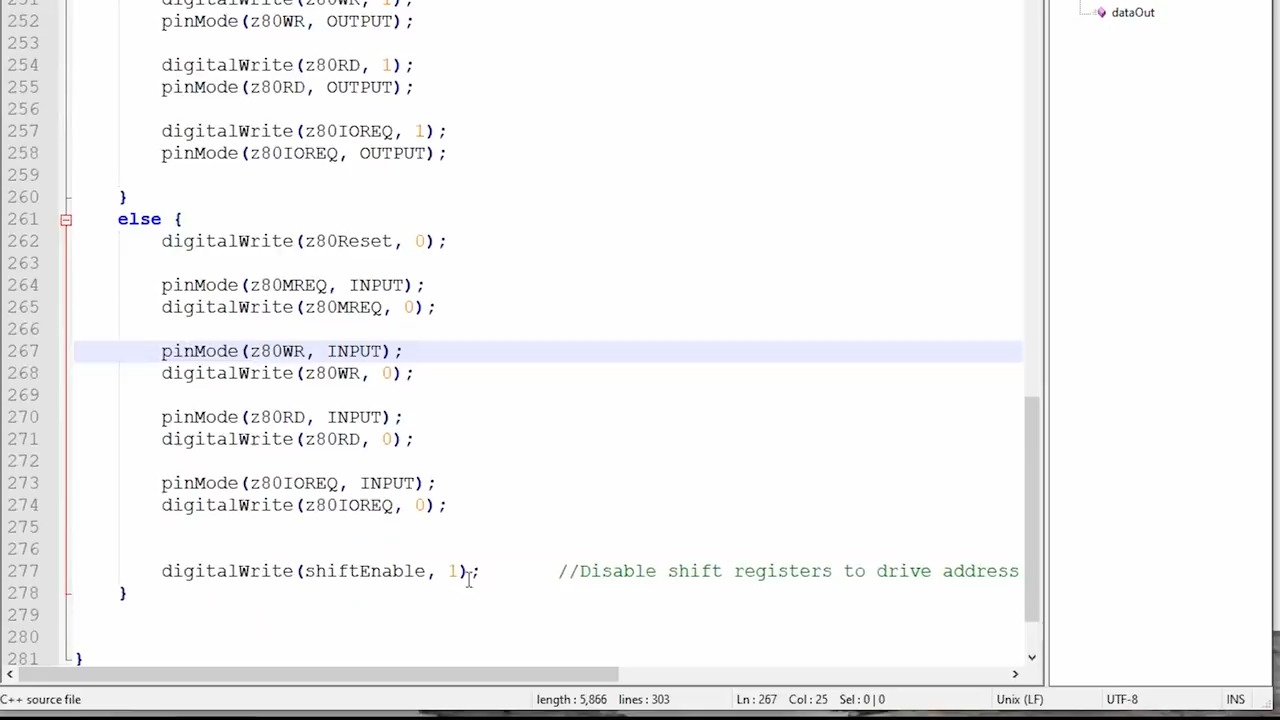 251 digitalWrite(z80WR, 1);
252 pinMode(z80WR, OUTPUT);
253
254 digitalWrite(z80RD, 1);
255 pinMode(z80RD, OUTPUT);
256
257 digitalWrite(z80IOREQ, 1);
258 pinMode(z80IOREQ, OUTPUT);
259
260 }
261 else {
262 digitalWrite(z80Reset, 0);
263
264 pinMode(z80MREQ, INPUT);
265 digitalWrite(z80MREQ, 0);
266
267 pinMode(z80WR, INPUT);
268 digitalWrite(z80WR, 0);
269
270 pinMode(z80RD, INPUT);
271 digitalWrite(z80RD, 0);
272
273 pinMode(z80IOREQ, INPUT);
274 digitalWrite(z80IOREQ, 0);
275
276
277 digitalWrite(shiftEnable, 1); //Disable shift registers to drive address
278 }
279
280
281 }
dataOut
C++ source file length : 5,866 lines : 303 Ln : 267 Col : 25 Sel : 0 | 0 Unix (LF) UTF-8 INS